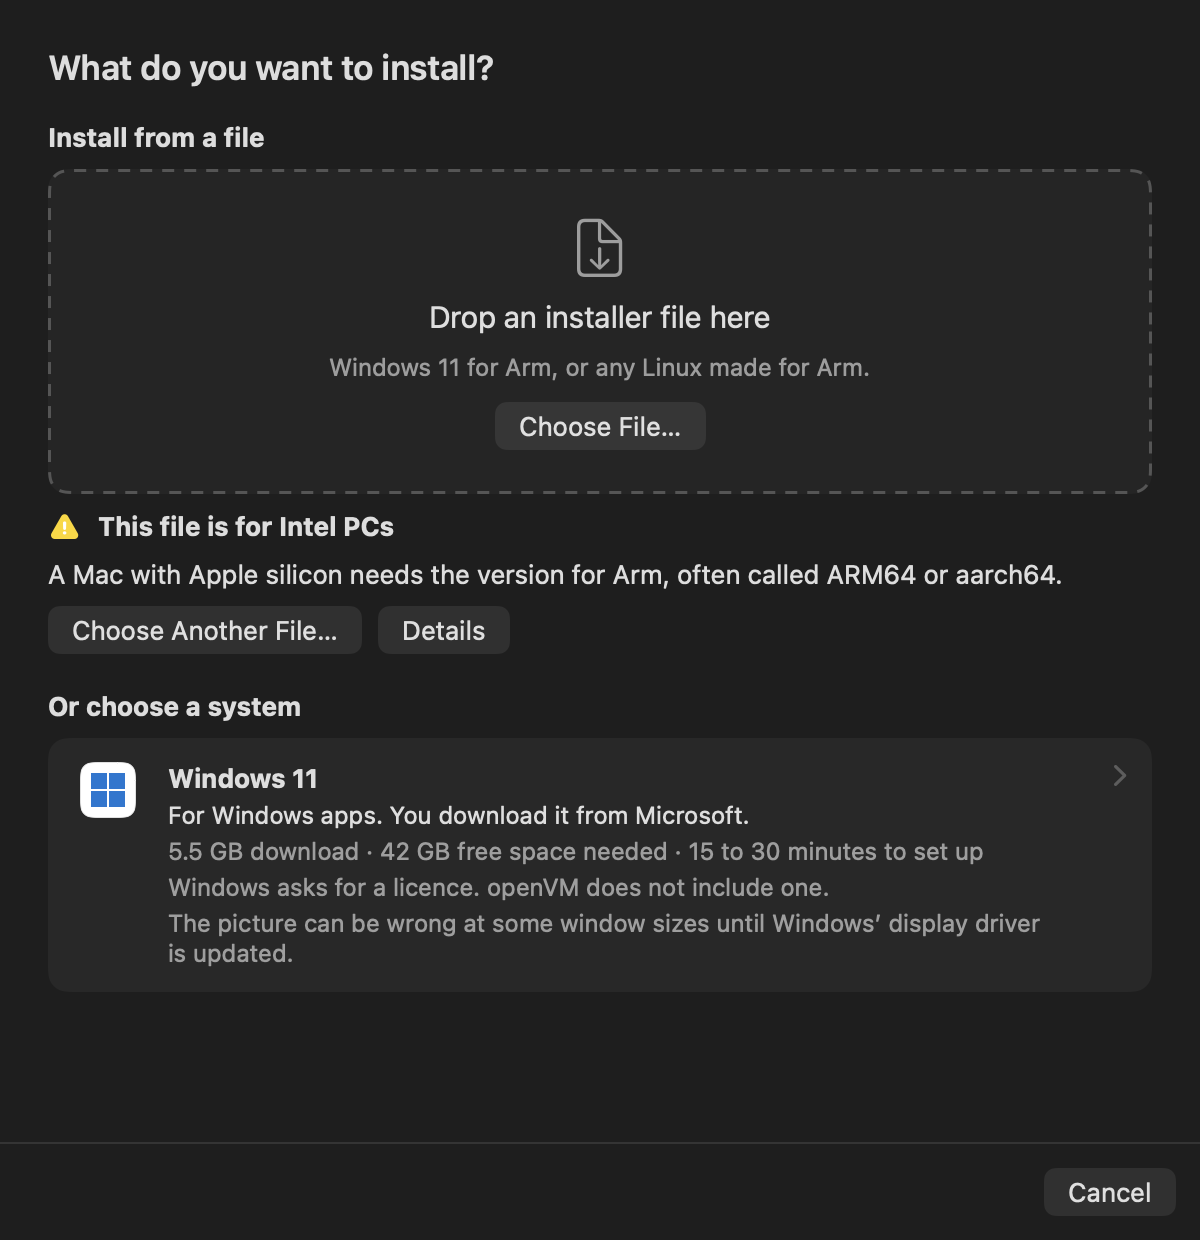 What do you want to install?
Install from a file
Drop an installer file here
Windows 11 for Arm, or any Linux made for Arm.
Choose File...
This file is for Intel PCs
A Mac with Apple silicon needs the version for Arm, often called ARM64 or aarch64.
Choose Another File...
Details
Or choose a system
Windows 11
For Windows apps. You download it from Microsoft.
5.5 GB download · 42 GB free space needed · 15 to 30 minutes to set up
Windows asks for a licence. openVM does not include one.
The picture can be wrong at some window sizes until Windows’ display driver
is updated.
Cancel